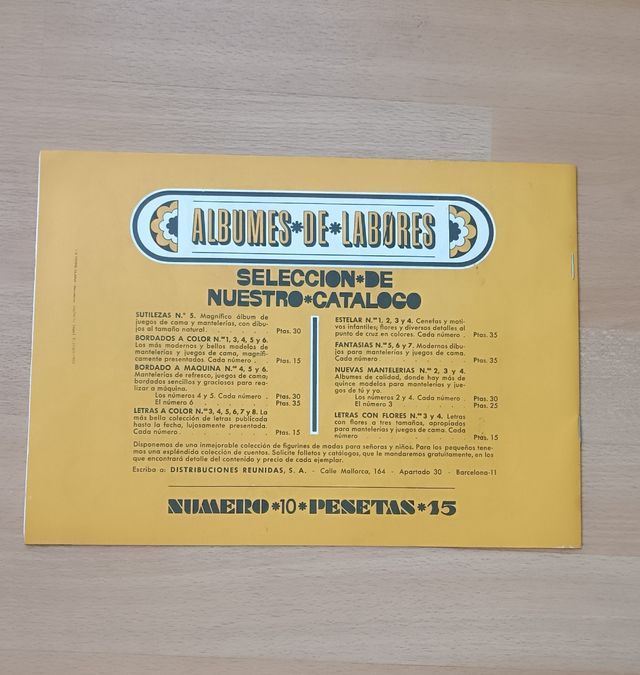 ALBUMES*DE*LABORES
SELECCION*DE
NUESTRO*CATALOGO
SUTILEZAS N.º 5. Magnífico álbum de
juegos de cama y mantelerías, con dibu-
jos al tamaño natural . . . . . . Ptas. 30
BORDADOS A COLOR N.os 1, 3, 4, 5 y 6.
Los más modernos y bellos modelos de
mantelerías y juegos de cama, magnífi-
camente presentados. Cada número . Ptas. 15
BORDADO A MAQUINA N.os 4, 5 y 6.
Mantelerías de refresco, juegos de cama,
bordados sencillos y graciosos para rea-
lizar a máquina.
Los números 4 y 5. Cada número . Ptas. 30
El número 6 . . . . . . Ptas. 35
LETRAS A COLOR N.os 3, 4, 5, 6, 7 y 8. La
más bella colección de letras publicada
hasta la fecha, lujosamente presentada.
Cada número . . . . . . Ptas. 15
ESTELAR N.os 1, 2, 3 y 4. Cenefas y moti-
vos infantiles; flores y diversos detalles al
punto de cruz en colores. Cada número . Ptas. 35
FANTASIAS N.os 5, 6 y 7. Modernos dibu-
jos para mantelerías y juegos de cama.
Cada número . . . . . . Ptas. 35
NUEVAS MANTELERIAS N.os 2, 3 y 4.
Albumes de calidad, donde hay más de
quince modelos para mantelerías y jue-
gos de tú y yo.
Los números 2 y 4. Cada número . Ptas. 30
El número 3 . . . . . . Ptas. 25
LETRAS CON FLORES N.os 3 y 4. Letras
con flores a tres tamaños, apropiados
para mantelerías y juegos de cama. Cada
número . . . . . . Ptas. 15
Disponemos de una inmejorable colección de figurines de modas para señoras y niños. Para los pequeños tene-
mos una espléndida colección de cuentos. Solicite folletos y catálogos, que le mandaremos gratuitamente, en los
que encontrará detalle del contenido y precio de cada ejemplar.
Escriba a: DISTRIBUCIONES REUNIDAS, S. A. - Calle Mallorca, 164 - Apartado 30 - Barcelona-11
NUMERO*10*PESETAS*15